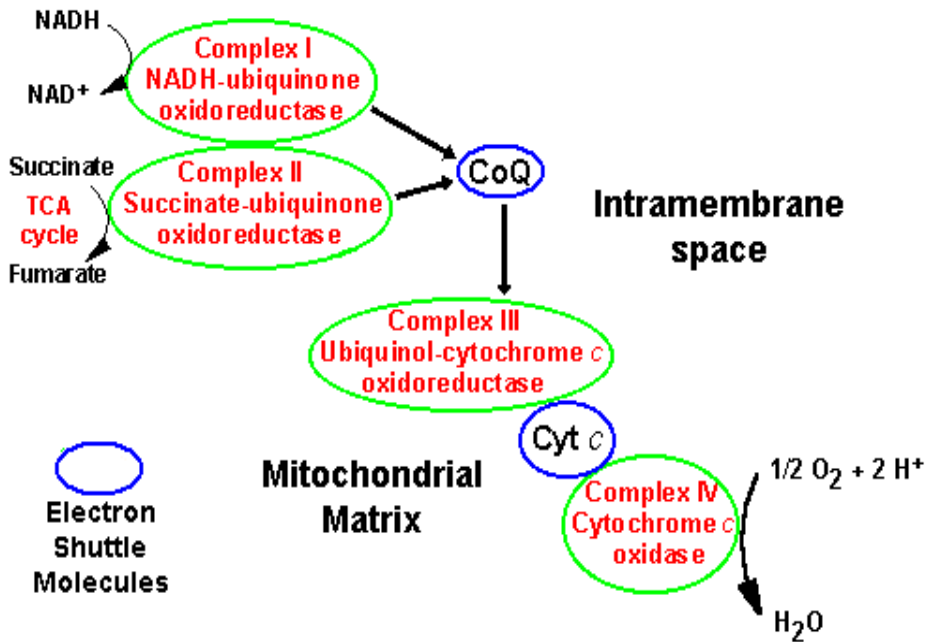 NADH
NAD⁺
Complex I
NADH-ubiquinone
oxidoreductase
Succinate
TCA
cycle
Fumarate
Complex II
Succinate-ubiquinone
oxidoreductase
CoQ
Intramembrane
space
Complex III
Ubiquinol-cytochrome c
oxidoreductase
Cyt c
Mitochondrial
Matrix
Complex IV
Cytochrome c
oxidase
1/2 O₂ + 2 H⁺
H₂O
Electron
Shuttle
Molecules